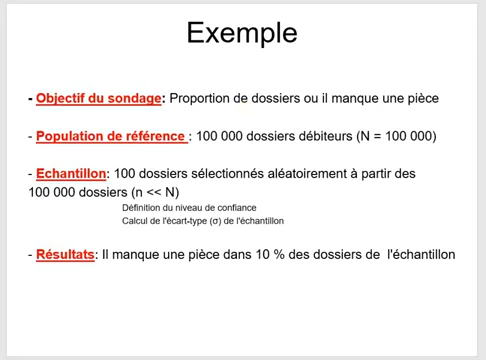 Exemple
- Objectif du sondage: Proportion de dossiers ou il manque une pièce
- Population de référence : 100 000 dossiers débiteurs (N = 100 000)
- Echantillon: 100 dossiers sélectionnés aléatoirement à partir des
100 000 dossiers (n << N)
Définition du niveau de confiance
Calcul de l'écart-type (σ) de l'échantillon
- Résultats: Il manque une pièce dans 10 % des dossiers de l'échantillon